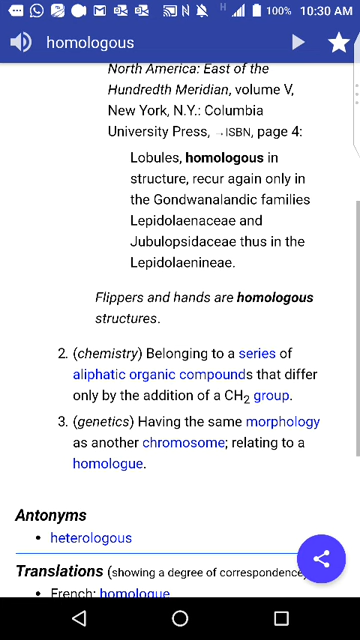 H 100% 10:30 AM
homologous
North America: East of the
Hundredth Meridian, volume V,
New York, N.Y.: Columbia
University Press, →ISBN, page 4:
Lobules, homologous in
structure, recur again only in
the Gondwanalandic families
Lepidolaenaceae and
Jubulopsidaceae thus in the
Lepidolaenineae.
Flippers and hands are homologous
structures.
2. (chemistry) Belonging to a series of
aliphatic organic compounds that differ
only by the addition of a CH₂ group.
3. (genetics) Having the same morphology
as another chromosome; relating to a
homologue.
Antonyms
• heterologous
Translations (showing a degree of correspondence)
• French: homologue